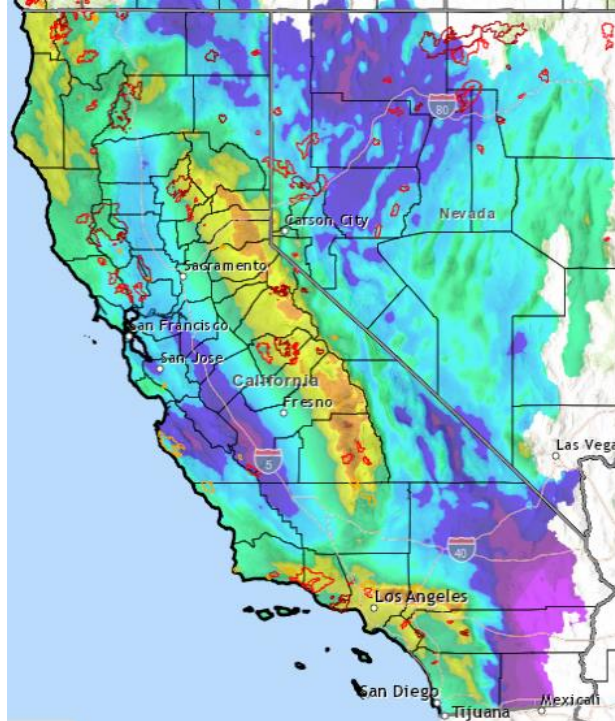 80
Nevada
Carson City
Sacramento
San Francisco
San Jose
California
Fresno
5
Las Vega
40
Los Angeles
San Diego
Mexicali
Tijuana